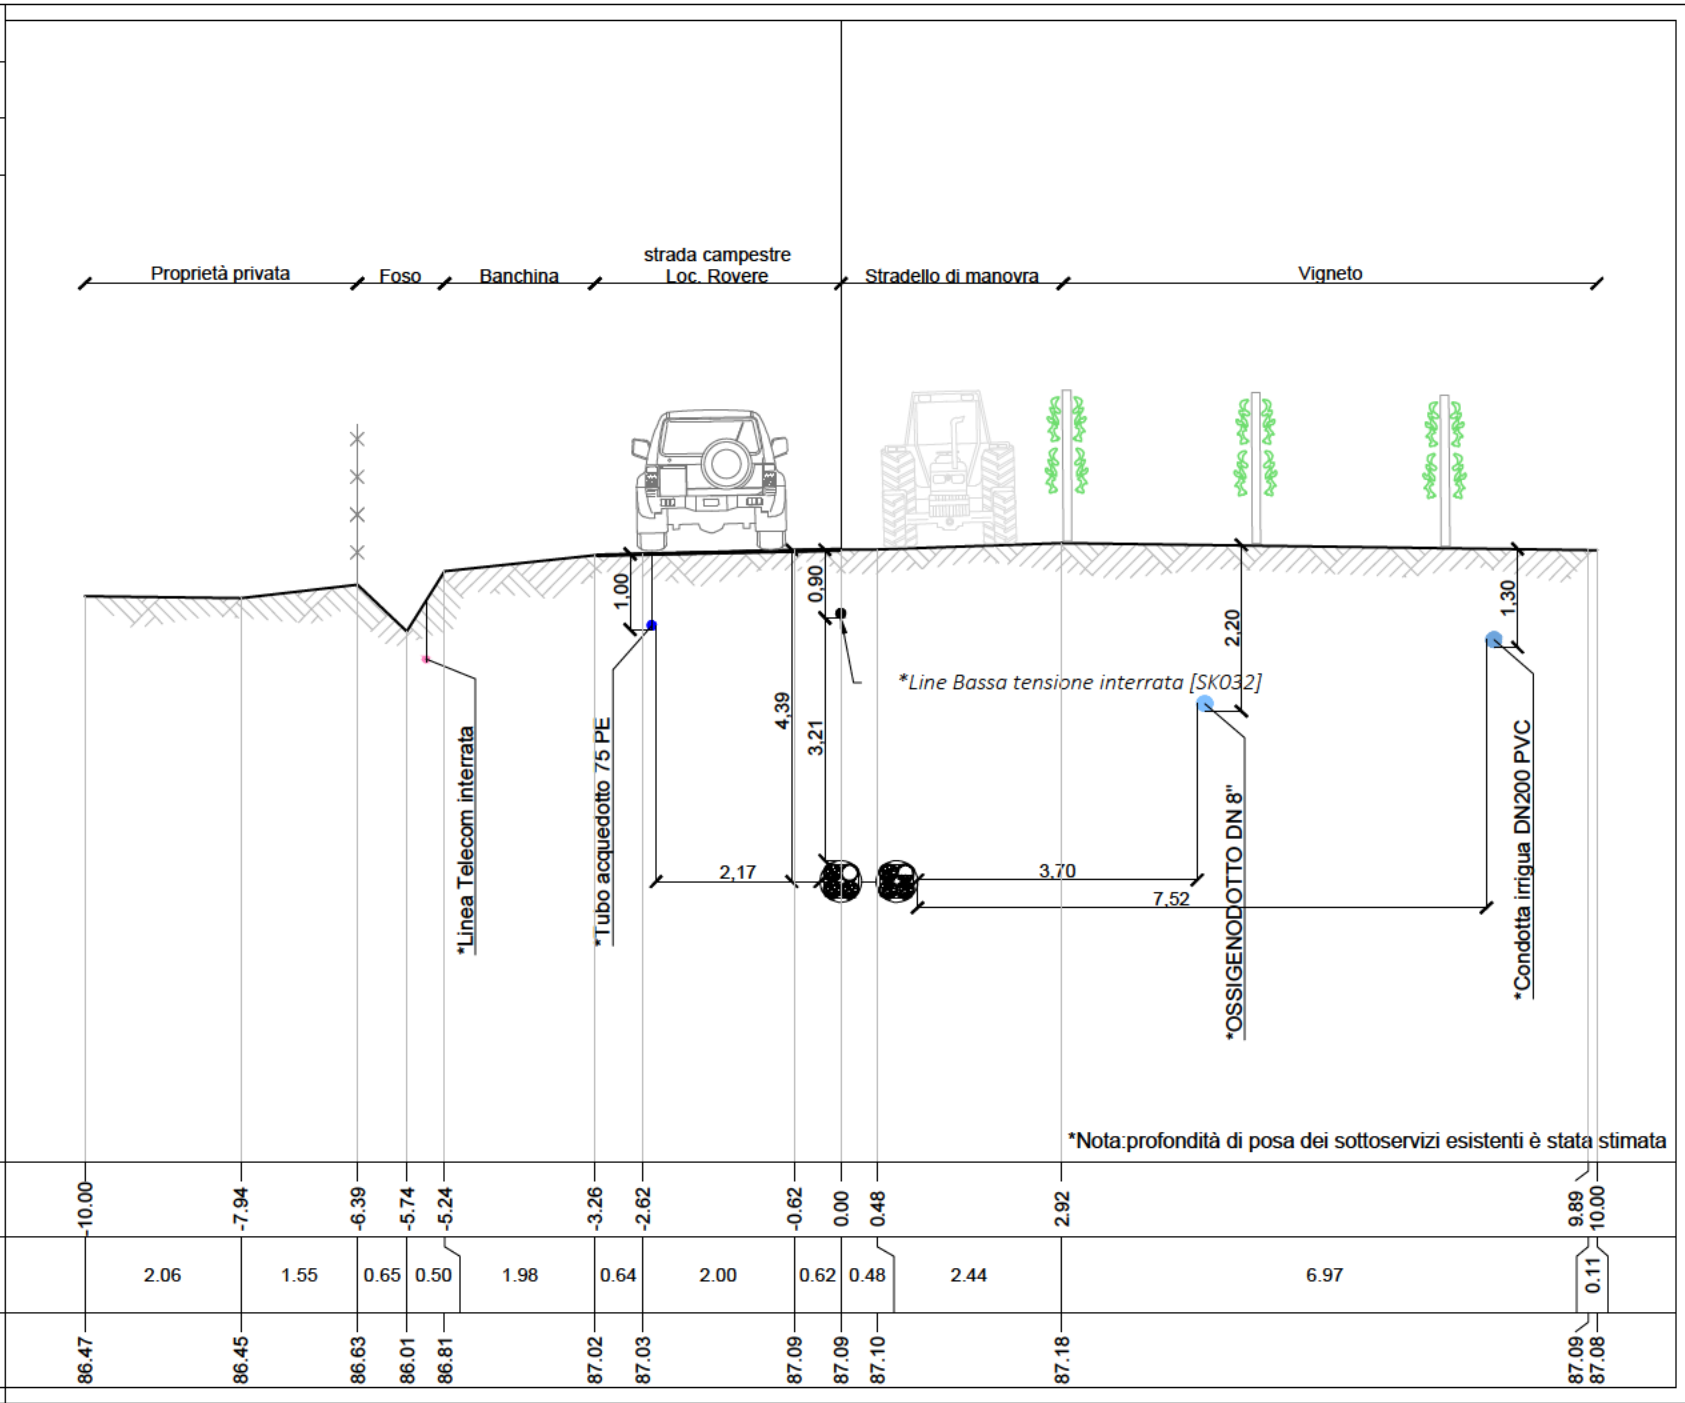 strada campestre
Proprietà privata Foso Banchina Loc. Rovere Stradello di manovra Vigneto
1,00
0,90
2,20
1,30
*Line Bassa tensione interrata [SK032]
4,39
3,21
*Linea Telecom interrata
*Tubo acquedotto 75 PE
*OSSIGENODOTTO DN 8"
*Condotta irrigua DN200 PVC
2,17
3,70
7,52
*Nota:profondità di posa dei sottoservizi esistenti è stata stimata
-10.00 -7.94 -6.39 -5.74 -5.24 -3.26 -2.62 -0.62 0.00 0.48 2.92 9.89 10.00
2.06 1.55 0.65 0.50 1.98 0.64 2.00 0.62 0.48 2.44 6.97 0.11
86.47 86.45 86.63 86.01 86.81 87.02 87.03 87.09 87.09 87.10 87.18 87.09 87.08